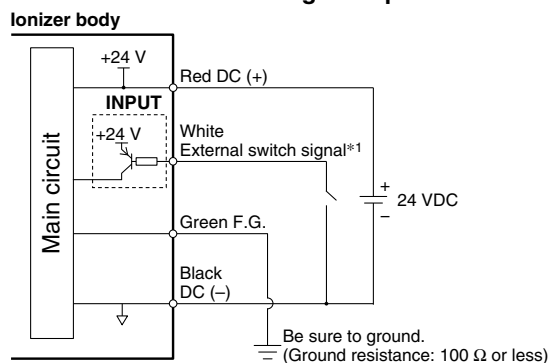 Ionizer body
+24 V
Red DC (+)
INPUT
+24 V
White
External switch signal*1
Main circuit
+
24 VDC
−
Green F.G.
Black
DC (−)
Be sure to ground.
(Ground resistance: 100 Ω or less)